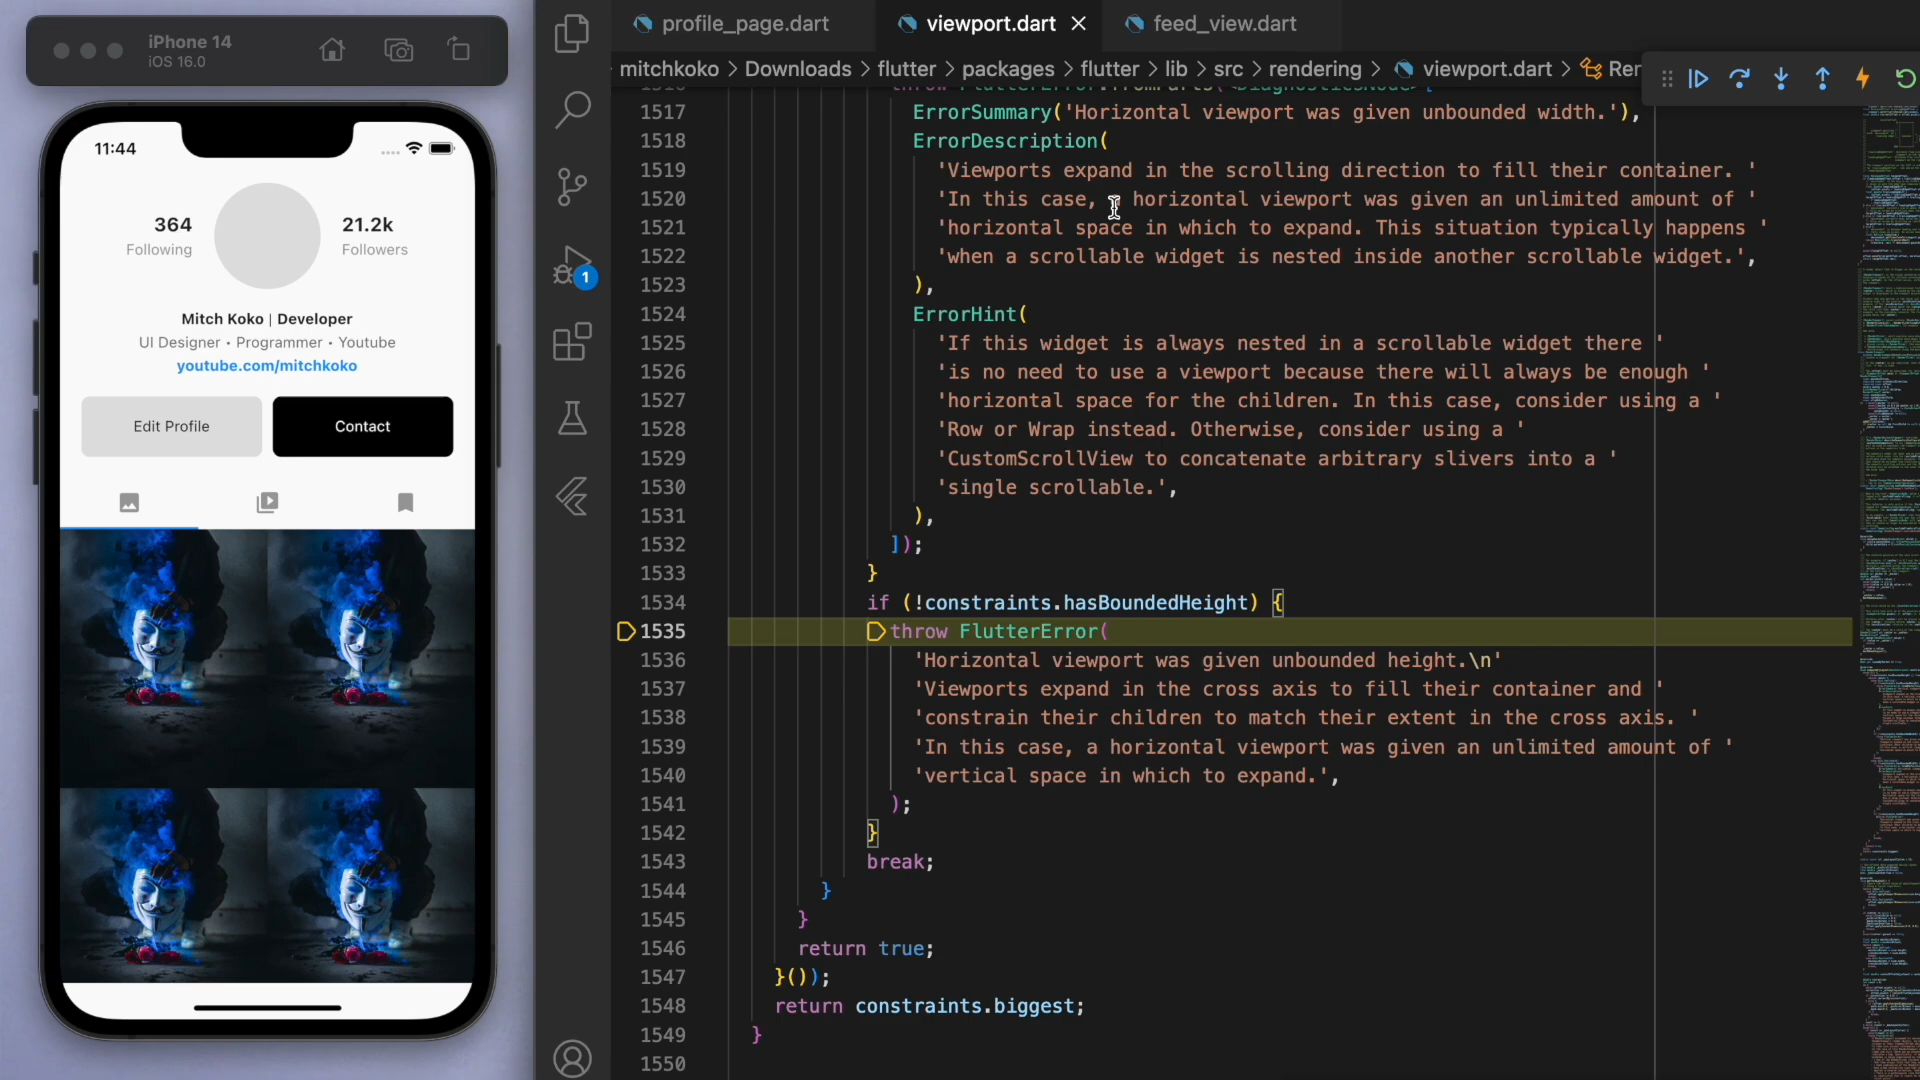 iPhone 14
iOS 16.0
11:44
364
Following
21.2k
Followers
Mitch Koko | Developer
UI Designer • Programmer • Youtube
youtube.com/mitchkoko
Edit Profile
Contact
1
profile_page.dart
viewport.dart
feed_view.dart
mitchkoko > Downloads > flutter > packages > flutter > lib > src > rendering > viewport.dart > Rer
1517 ErrorSummary('Horizontal viewport was given unbounded width.'),
1518 ErrorDescription(
1519 'Viewports expand in the scrolling direction to fill their container. '
1520 'In this case, horizontal viewport was given an unlimited amount of '
1521 'horizontal space in which to expand. This situation typically happens '
1522 'when a scrollable widget is nested inside another scrollable widget.',
1523 ),
1524 ErrorHint(
1525 'If this widget is always nested in a scrollable widget there '
1526 'is no need to use a viewport because there will always be enough '
1527 'horizontal space for the children. In this case, consider using a '
1528 'Row or Wrap instead. Otherwise, consider using a '
1529 'CustomScrollView to concatenate arbitrary slivers into a '
1530 'single scrollable.',
1531 ),
1532 ]);
1533 }
1534 if (!constraints.hasBoundedHeight) {
1535 throw FlutterError(
1536 'Horizontal viewport was given unbounded height.\n'
1537 'Viewports expand in the cross axis to fill their container and '
1538 'constrain their children to match their extent in the cross axis. '
1539 'In this case, a horizontal viewport was given an unlimited amount of '
1540 'vertical space in which to expand.',
1541 );
1542 }
1543 break;
1544 }
1545 }
1546 return true;
1547 }());
1548 return constraints.biggest;
1549 }
1550